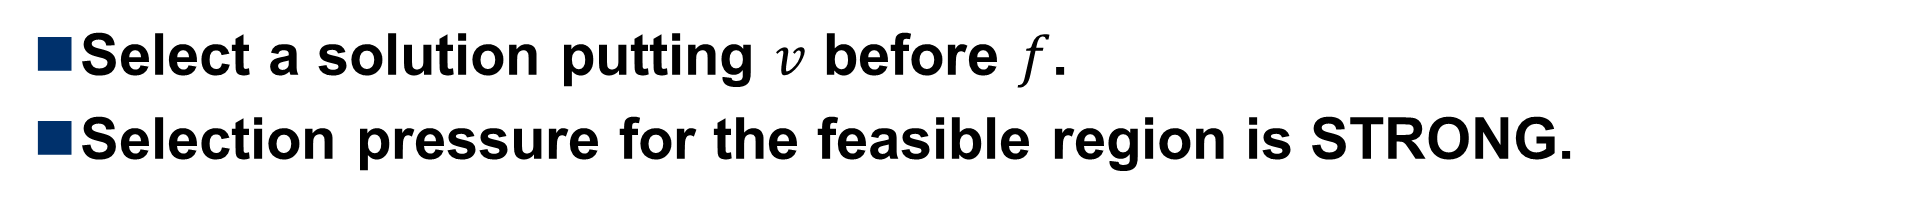 ■Select a solution putting 𝑣 before 𝑓.
■Selection pressure for the feasible region is STRONG.